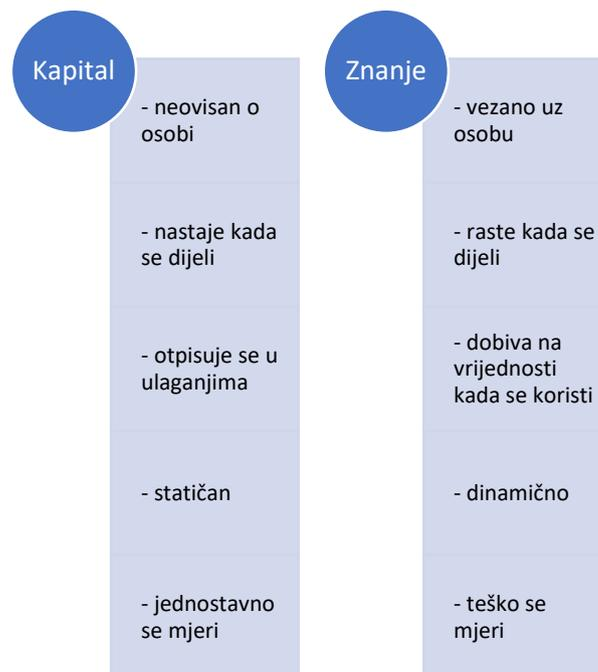 Kapital
- neovisan o
osobi
- nastaje kada
se dijeli
- otpisuje se u
ulaganjima
- statičan
- jednostavno
se mjeri
Znanje
- vezano uz
osobu
- raste kada se
dijeli
- dobiva na
vrijednosti
kada se koristi
- dinamično
- teško se
mjeri